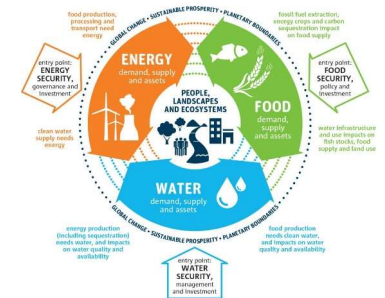 food production,
processing and
transport need
energy
fossil fuel extraction,
energy crops and carbon
sequestration impact
on food supply
GLOBAL CHANGE • SUSTAINABLE PROSPERITY • PLANETARY BOUNDARIES
entry point:
ENERGY
SECURITY,
governance and
investment
ENERGY
demand, supply
and assets
PEOPLE,
LANDSCAPES
AND ECOSYSTEMS
FOOD
demand,
supply
and assets
entry point:
FOOD
SECURITY,
policy and
investment
clean water
supply needs
energy
water infrastructure
and use impacts on
fish stocks, food
supply and land use
WATER
demand, supply
and assets
GLOBAL CHANGE • SUSTAINABLE PROSPERITY • PLANETARY BOUNDARIES
energy production
(including sequestration)
needs water, and impacts
on water quality and
availability
food production
needs clean water,
and impacts on water
quality and availability
entry point:
WATER
SECURITY,
management
and investment